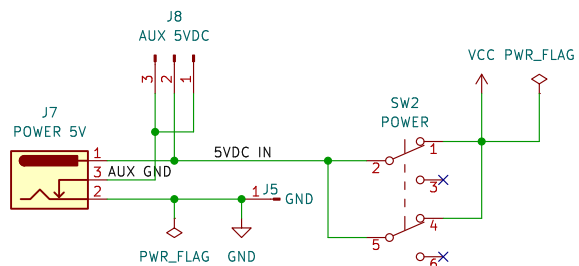 J8
AUX 5VDC
3 2 1
VCC PWR_FLAG
J7
POWER 5V
SW2
POWER
1
5VDC IN
1
2
3 AUX GND
3
2
1 J5
GND
4
5
PWR_FLAG GND
6